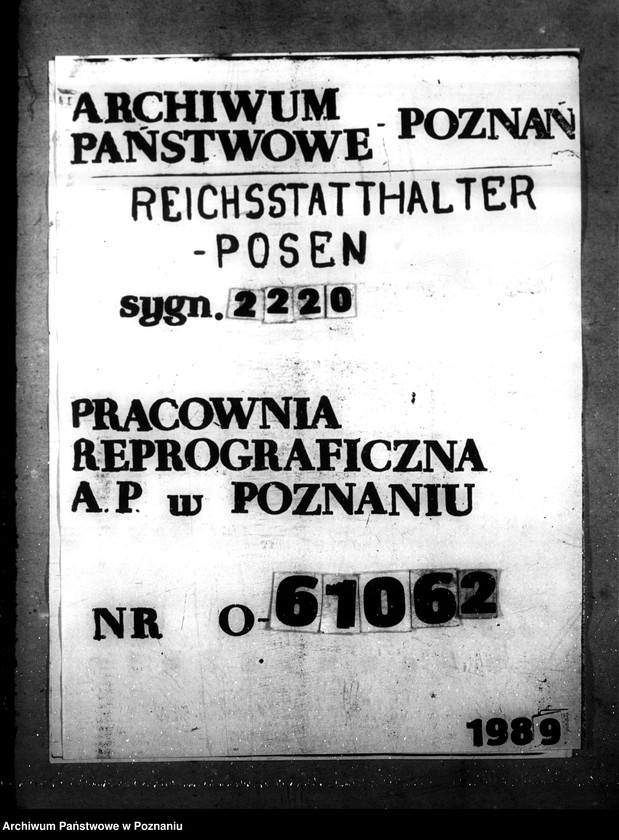 ARCHIWUM
PAŃSTWOWE - POZNAŃ
REICHSSTATTHALTER
-POSEN
sygn. 2220
PRACOWNIA
REPROGRAFICZNA
A.P. w POZNANIU
NR O-61062
1989
Archiwum Państwowe w Poznaniu